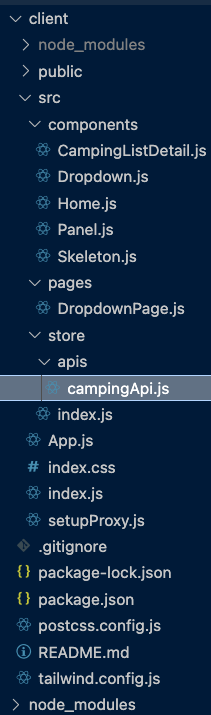 client
node_modules
public
src
components
CampingListDetail.js
Dropdown.js
Home.js
Panel.js
Skeleton.js
pages
DropdownPage.js
store
apis
campingApi.js
index.js
App.js
index.css
index.js
setupProxy.js
.gitignore
package-lock.json
package.json
postcss.config.js
README.md
tailwind.config.js
node_modules